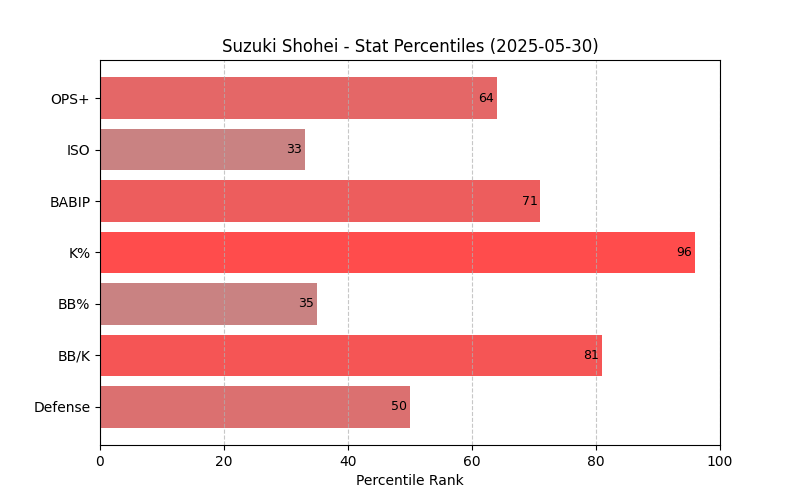 Suzuki Shohei - Stat Percentiles (2025-05-30)
OPS+ 64
ISO 33
BABIP 71
K% 96
BB% 35
BB/K 81
Defense 50
0 20 40 60 80 100
Percentile Rank